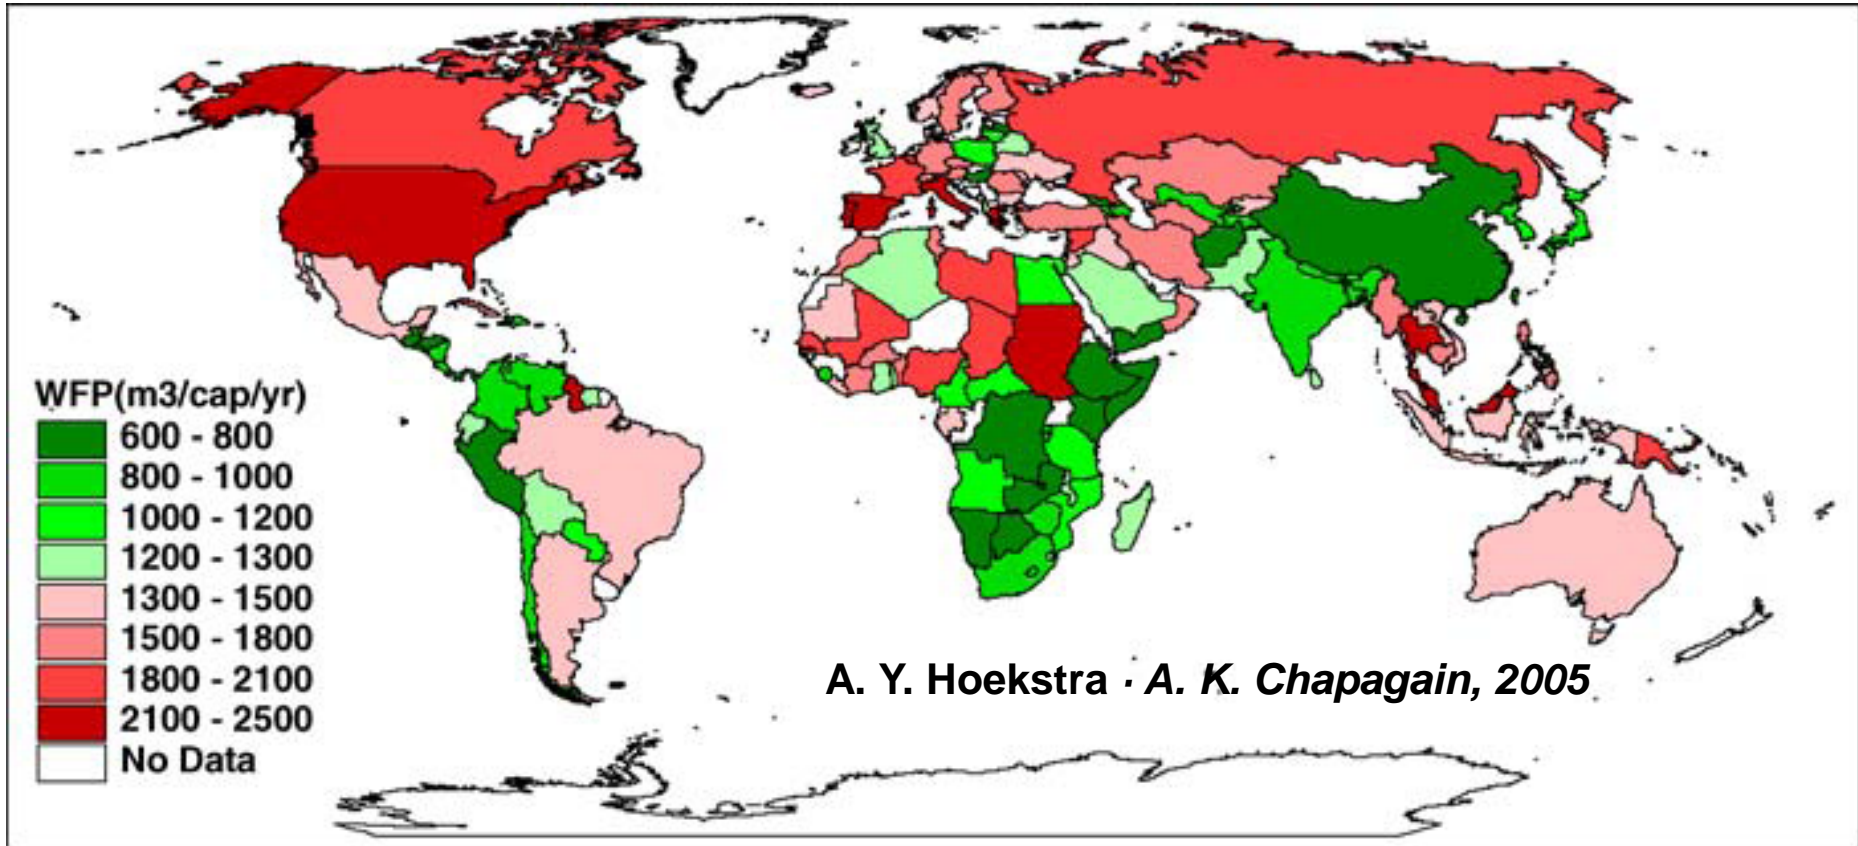 WFP(m3/cap/yr)
600 - 800
800 - 1000
1000 - 1200
1200 - 1300
1300 - 1500
1500 - 1800
1800 - 2100
2100 - 2500
No Data
A. Y. Hoekstra · A. K. Chapagain, 2005